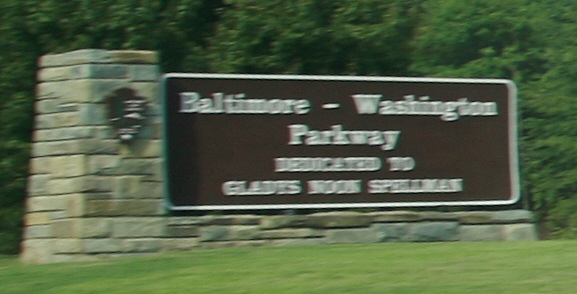 Baltimore - Washington
Parkway
DEDICATED TO
GLADYS NOON SPELLMAN